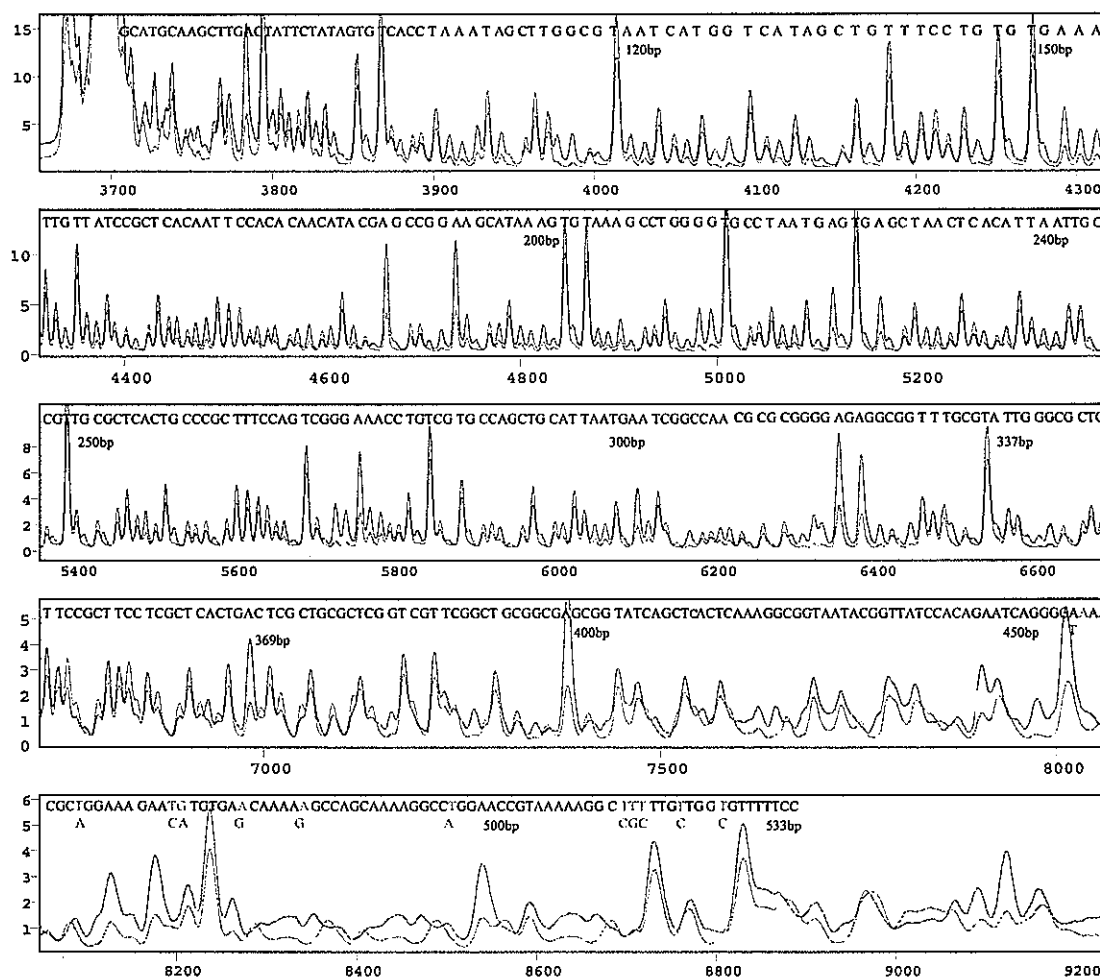 15 GCATGCAAGCTTGAGTATTCTATAGTGTCACCTAAATAGCTTGGCGTAATCATGGTCATAGCTGTTTCCTGTGTGAAA
120bp 150bp
10
5
3700 3800 3900 4000 4100 4200 4300
TTGTTATCCGCTCACAATTCCACACAACATACGAGCCGGAAGCATAAAGTGTAAAGCCTGGGGTGCCTAATGAGTGAGCTAACTCACATTAATTGC
200bp 240bp
10
5
0
4400 4600 4800 5000 5200
CGTTGCGCTCACTGCCCGCTTTCCAGTCGGGAAACCTGTCGTGCCAGCTGCATTAATGAATCGGCCAACGCGCGGGGAGAGGCGGTTTGCGTATTGGGCGCTC
250bp 300bp 337bp
8
6
4
2
0
5400 5600 5800 6000 6200 6400 6600
TTCCGCTTCCTCGCTCACTGACTCGCTGCGCTCGGTCGTTCGGCTGCGGCGAGCGGTATCAGCTcACTCAAAGGCGGTAATACGGTTATCCACAGAATCAGGGGAAA
5
369bp 400bp 450bp T
4
3
2
1
0
7000 7500 8000
6 CGCTGGAAAGAATGTGTGAACAAAAAGCCAGCAAAAGGCCTGGAACCGTAAAAAGGCTTTTTGTTGGTGTTTTTCC
5 A CA G G A 500bp CGC C C 533bp
4
3
2
1
8200 8400 8600 8800 9000 9200